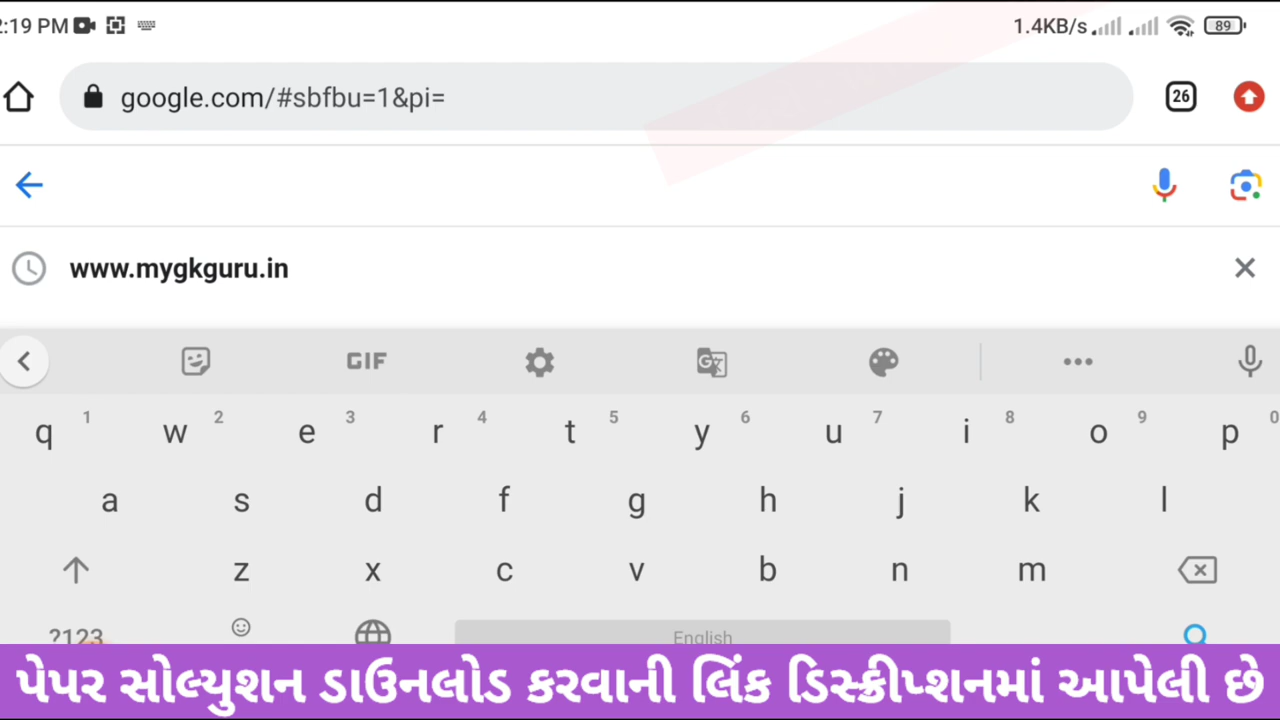 2:19 PM 1.4KB/s 89
google.com/#sbfbu=1&pi= 26
www.mygkguru.in
GIF
q 1 w 2 e 3 r 4 t 5 y 6 u 7 i 8 o 9 p 0
a s d f g h j k l
z x c v b n m
?123 English
પેપર સોલ્યુશન ડાઉનલોડ કરવાની લિંક ડિસ્ક્રીપ્શનમાં આપેલી છે